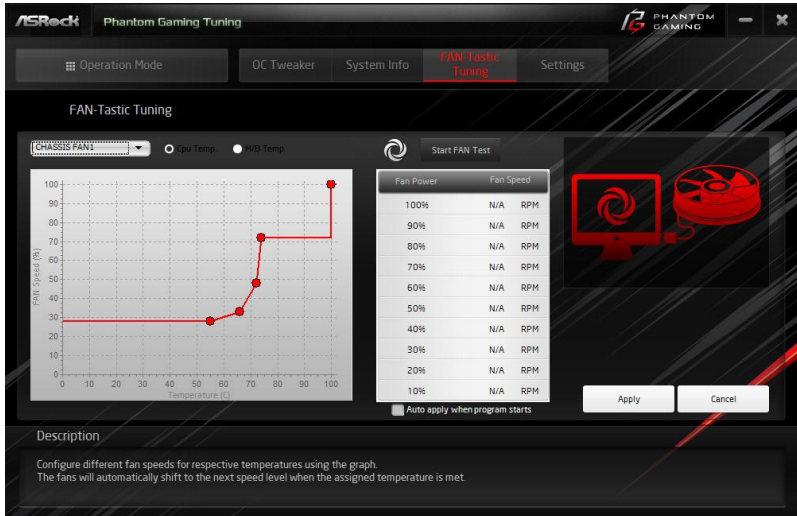 ASRock Phantom Gaming Tuning PHANTOM GAMING
Operation Mode OC Tweaker System Info FAN-Tastic Tuning Settings
FAN-Tastic Tuning
CHASSIS FAN1 Cpu Temp. M/B Temp. Start FAN Test
FAN Speed (%)
100
90
80
70
60
50
40
30
20
10
0
0 10 20 30 40 50 60 70 80 90 100
Temperature (C)
Fan Power Fan Speed
100% N/A RPM
90% N/A RPM
80% N/A RPM
70% N/A RPM
60% N/A RPM
50% N/A RPM
40% N/A RPM
30% N/A RPM
20% N/A RPM
10% N/A RPM
Auto apply when program starts
Apply Cancel
Description
Configure different fan speeds for respective temperatures using the graph.
The fans will automatically shift to the next speed level when the assigned temperature is met.